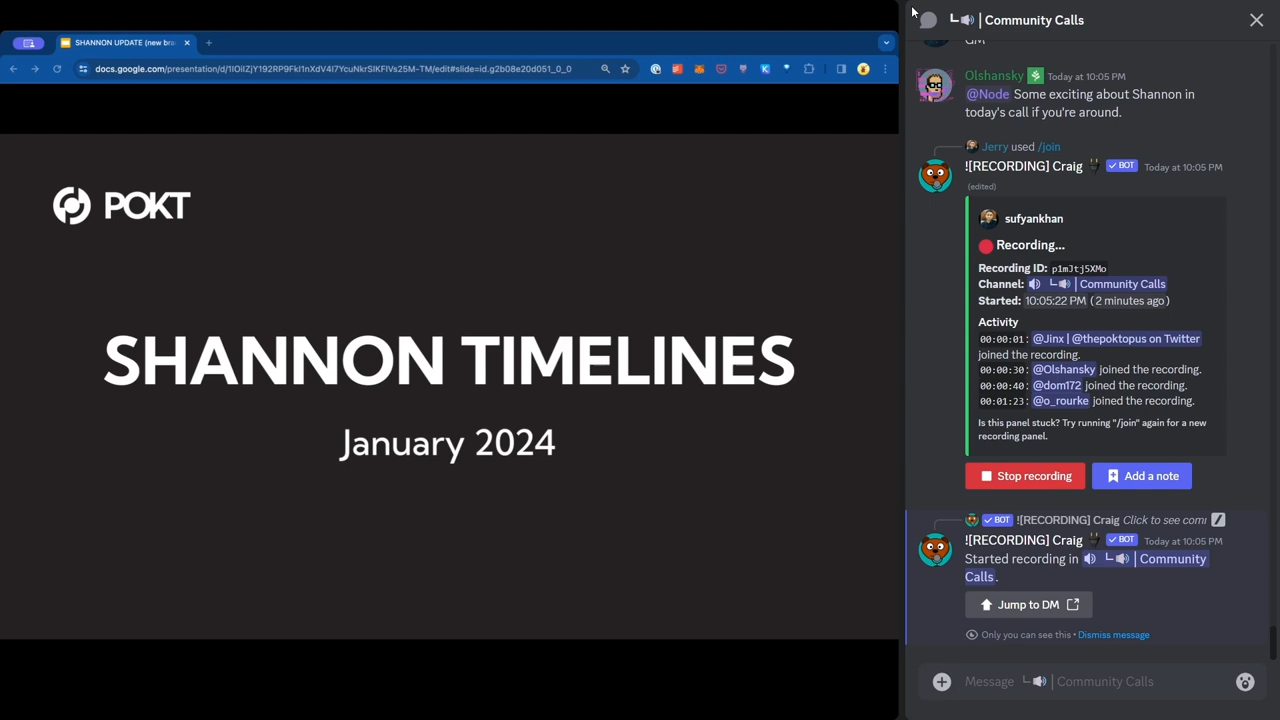 SHANNON UPDATE (new bra
docs.google.com/presentation/d/1IOiIZjY192RP9FkI1nXdV4I7YcuNkrSIKFIVs25M-TM/edit#slide=id.g2b08e20d051_0_0
POKT
SHANNON TIMELINES
January 2024
| Community Calls
GM
Olshansky Today at 10:05 PM
@Node Some exciting about Shannon in
today's call if you're around.
Jerry used /join
![RECORDING] Craig BOT Today at 10:05 PM
(edited)
sufyankhan
Recording...
Recording ID: p1mJtj5XMo
Channel: | Community Calls
Started: 10:05:22 PM (2 minutes ago)
Activity
00:00:01: @Jinx | @thepoktopus on Twitter
joined the recording.
00:00:30: @Olshansky joined the recording.
00:00:40: @dom172 joined the recording.
00:01:23: @o_rourke joined the recording.
Is this panel stuck? Try running "/join" again for a new
recording panel.
Stop recording
Add a note
BOT ![RECORDING] Craig Click to see comi
![RECORDING] Craig BOT Today at 10:05 PM
Started recording in | Community
Calls.
Jump to DM
Only you can see this • Dismiss message
Message | Community Calls